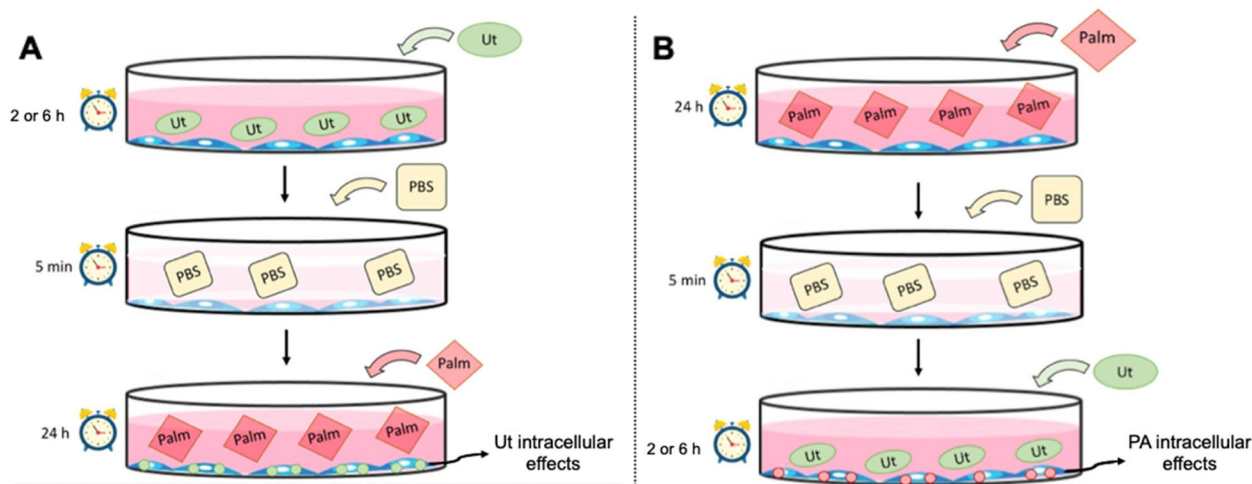 A
Ut
2 or 6 h
Ut
Ut
Ut
Ut
PBS
5 min
PBS
PBS
PBS
Palm
24 h
Palm
Palm
Palm
Palm
Ut intracellular
effects
B
Palm
24 h
Palm
Palm
Palm
Palm
PBS
5 min
PBS
PBS
PBS
Ut
2 or 6 h
Ut
Ut
Ut
Ut
PA intracellular
effects